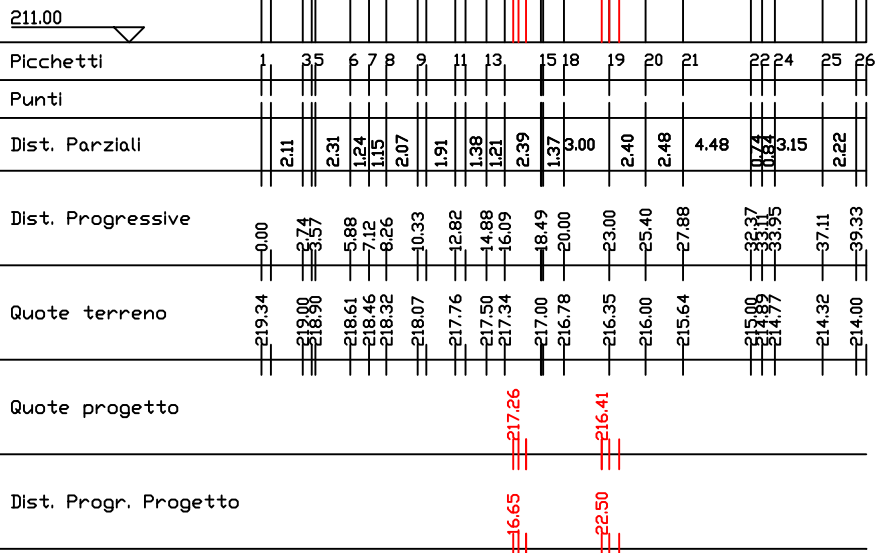 211.00
Picchetti 1 3 5 6 7 8 9 11 13 15 18 19 20 21 22 24 25 26
Punti
Dist. Parziali 2.11 2.31 1.24 1.15 2.07 1.91 1.38 1.21 2.39 1.37 3.00 2.40 2.48 4.48 0.74 0.84 3.15 2.22
Dist. Progressive 0.00 2.74 3.57 5.88 7.12 8.26 10.33 12.82 14.88 16.09 18.49 20.00 23.00 25.40 27.88 32.37 33.11 33.95 37.11 39.33
Quote terreno 219.34 219.00 218.90 218.61 218.46 218.32 218.07 217.76 217.50 217.34 217.00 216.78 216.35 216.00 215.64 215.00 214.89 214.77 214.32 214.00
Quote progetto 217.26 216.41
Dist. Progr. Progetto 16.65 22.50